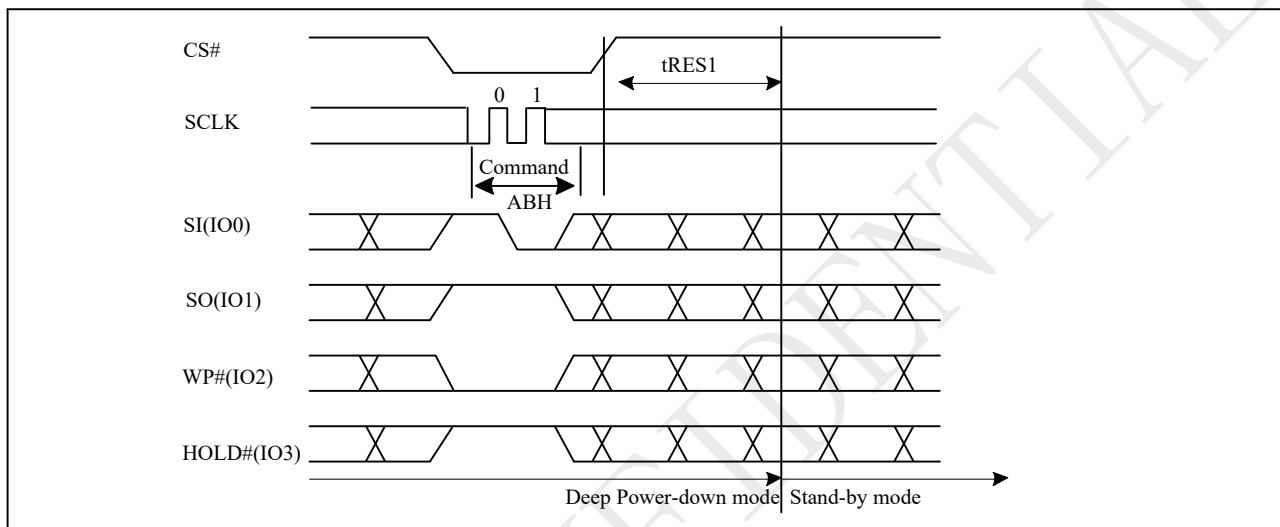 CS#
tRES1
0 1
SCLK
Command
ABH
SI(IO0)
SO(IO1)
WP#(IO2)
HOLD#(IO3)
Deep Power-down mode Stand-by mode
IDENTIAL